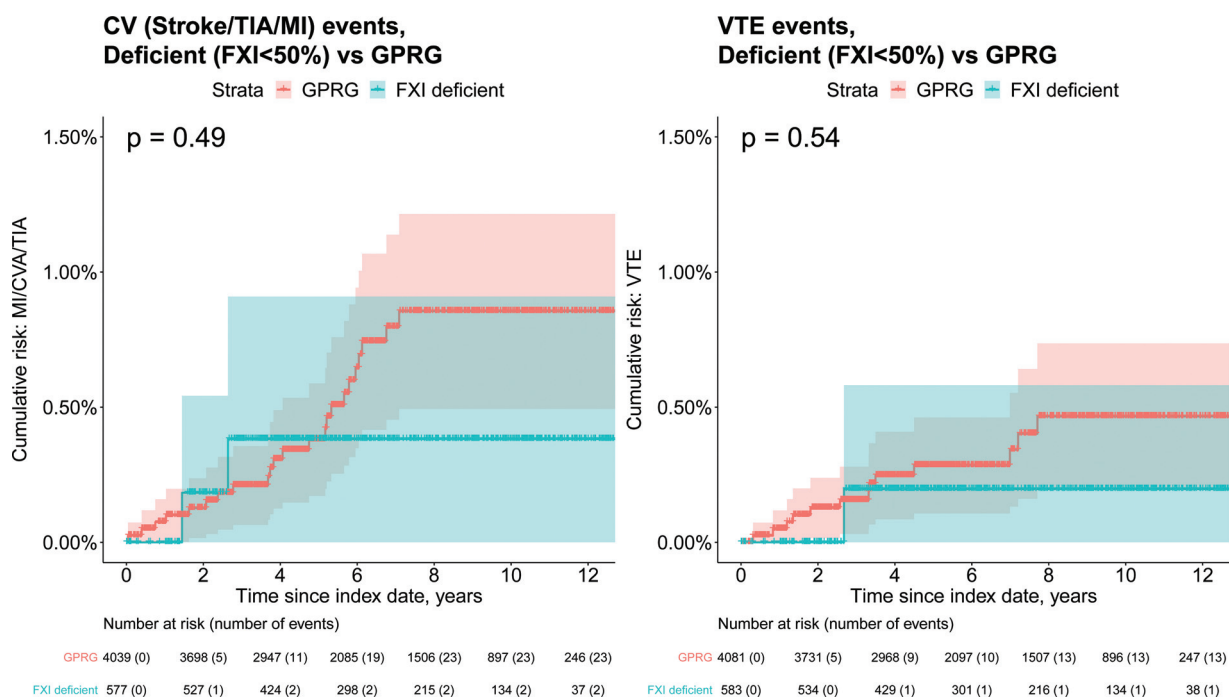 CV (Stroke/TIA/MI) events,
Deficient (FXI<50%) vs GPRG
Strata GPRG FXI deficient
p = 0.49
Cumulative risk: MI/CVA/TIA
1.50%
1.00%
0.50%
0.00%
0 2 4 6 8 10 12
Time since index date, years
Number at risk (number of events)
GPRG 4039 (0) 3698 (5) 2947 (11) 2085 (19) 1506 (23) 897 (23) 246 (23)
FXI deficient 577 (0) 527 (1) 424 (2) 298 (2) 215 (2) 134 (2) 37 (2)
VTE events,
Deficient (FXI<50%) vs GPRG
Strata GPRG FXI deficient
p = 0.54
Cumulative risk: VTE
1.50%
1.00%
0.50%
0.00%
0 2 4 6 8 10 12
Time since index date, years
Number at risk (number of events)
GPRG 4081 (0) 3731 (5) 2968 (9) 2097 (10) 1507 (13) 896 (13) 247 (13)
FXI deficient 583 (0) 534 (0) 429 (1) 301 (1) 216 (1) 134 (1) 38 (1)